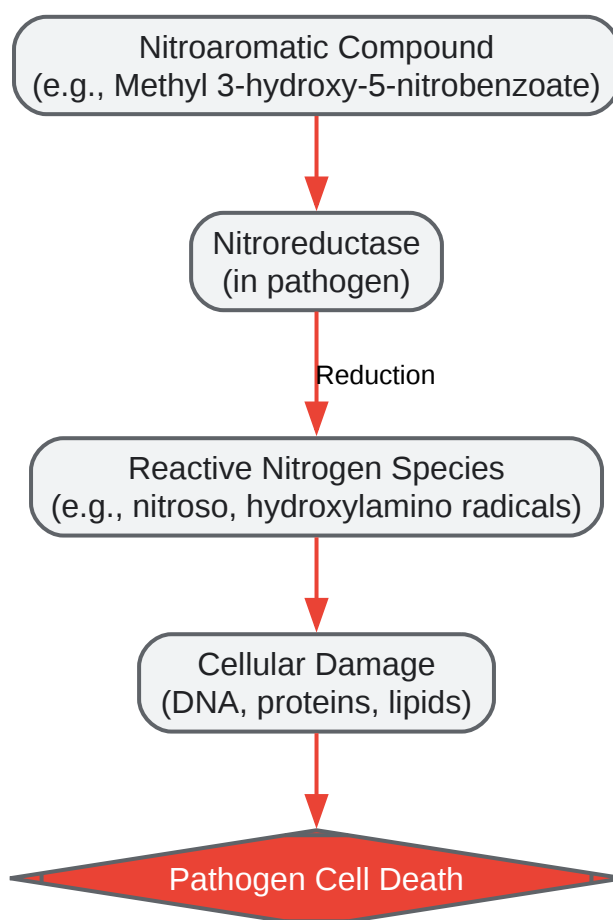 Nitroaromatic Compound
(e.g., Methyl 3-hydroxy-5-nitrobenzoate)
Nitroreductase
(in pathogen)
Reduction
Reactive Nitrogen Species
(e.g., nitroso, hydroxylamino radicals)
Cellular Damage
(DNA, proteins, lipids)
Pathogen Cell Death